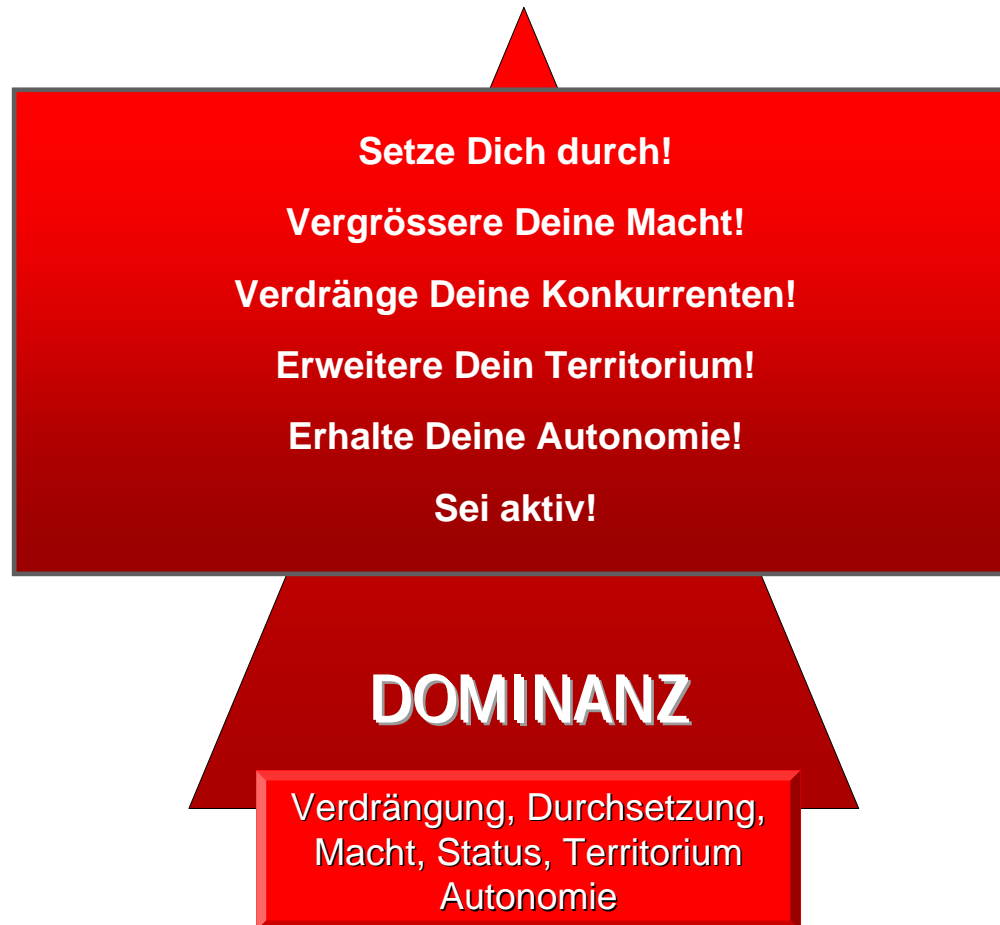 Setze Dich durch!
Vergrössere Deine Macht!
Verdränge Deine Konkurrenten!
Erweitere Dein Territorium!
Erhalte Deine Autonomie!
Sei aktiv!
DOMINANZ
Verdrängung, Durchsetzung,
Macht, Status, Territorium
Autonomie